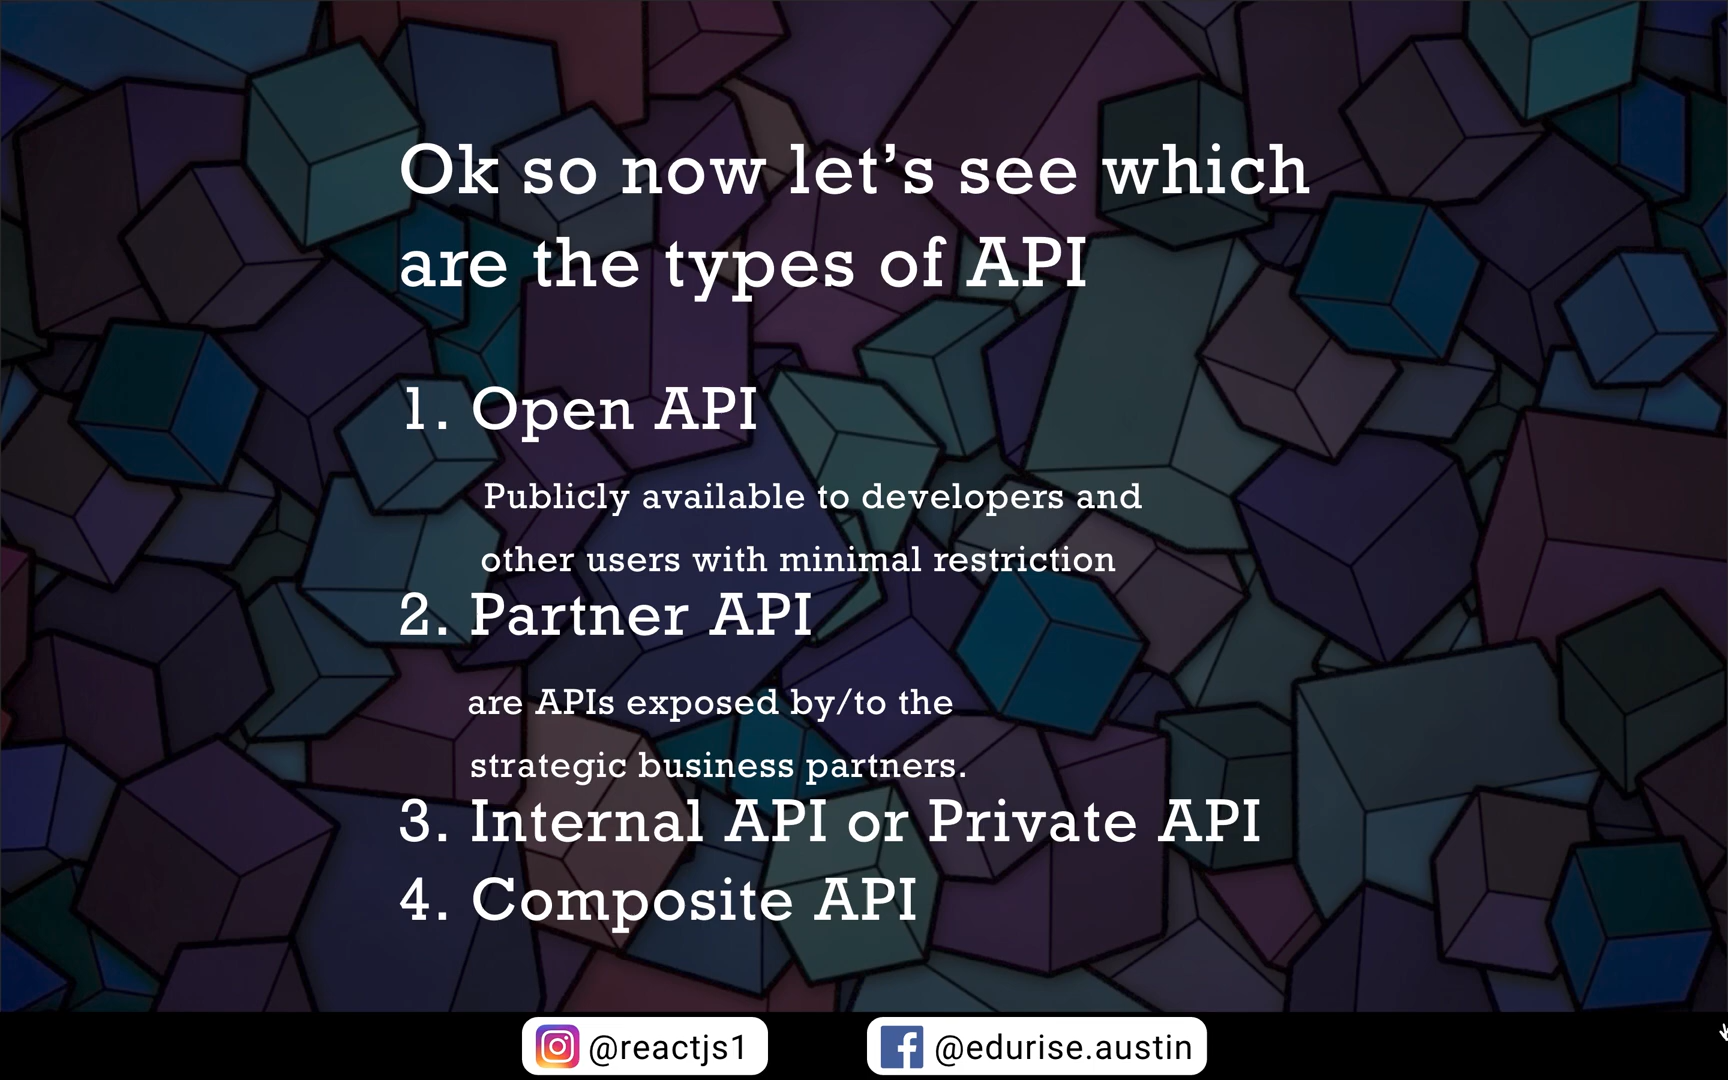 Ok so now let’s see which
are the types of API
1. Open API
Publicly available to developers and
other users with minimal restriction
2. Partner API
are APIs exposed by/to the
strategic business partners.
3. Internal API or Private API
4. Composite API
@reactjs1
@edurise.austin